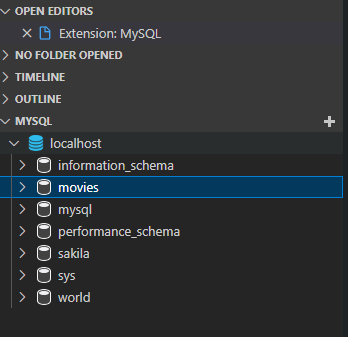 OPEN EDITORS
Extension: MySQL
NO FOLDER OPENED
TIMELINE
OUTLINE
MYSQL
localhost
information_schema
movies
mysql
performance_schema
sakila
sys
world